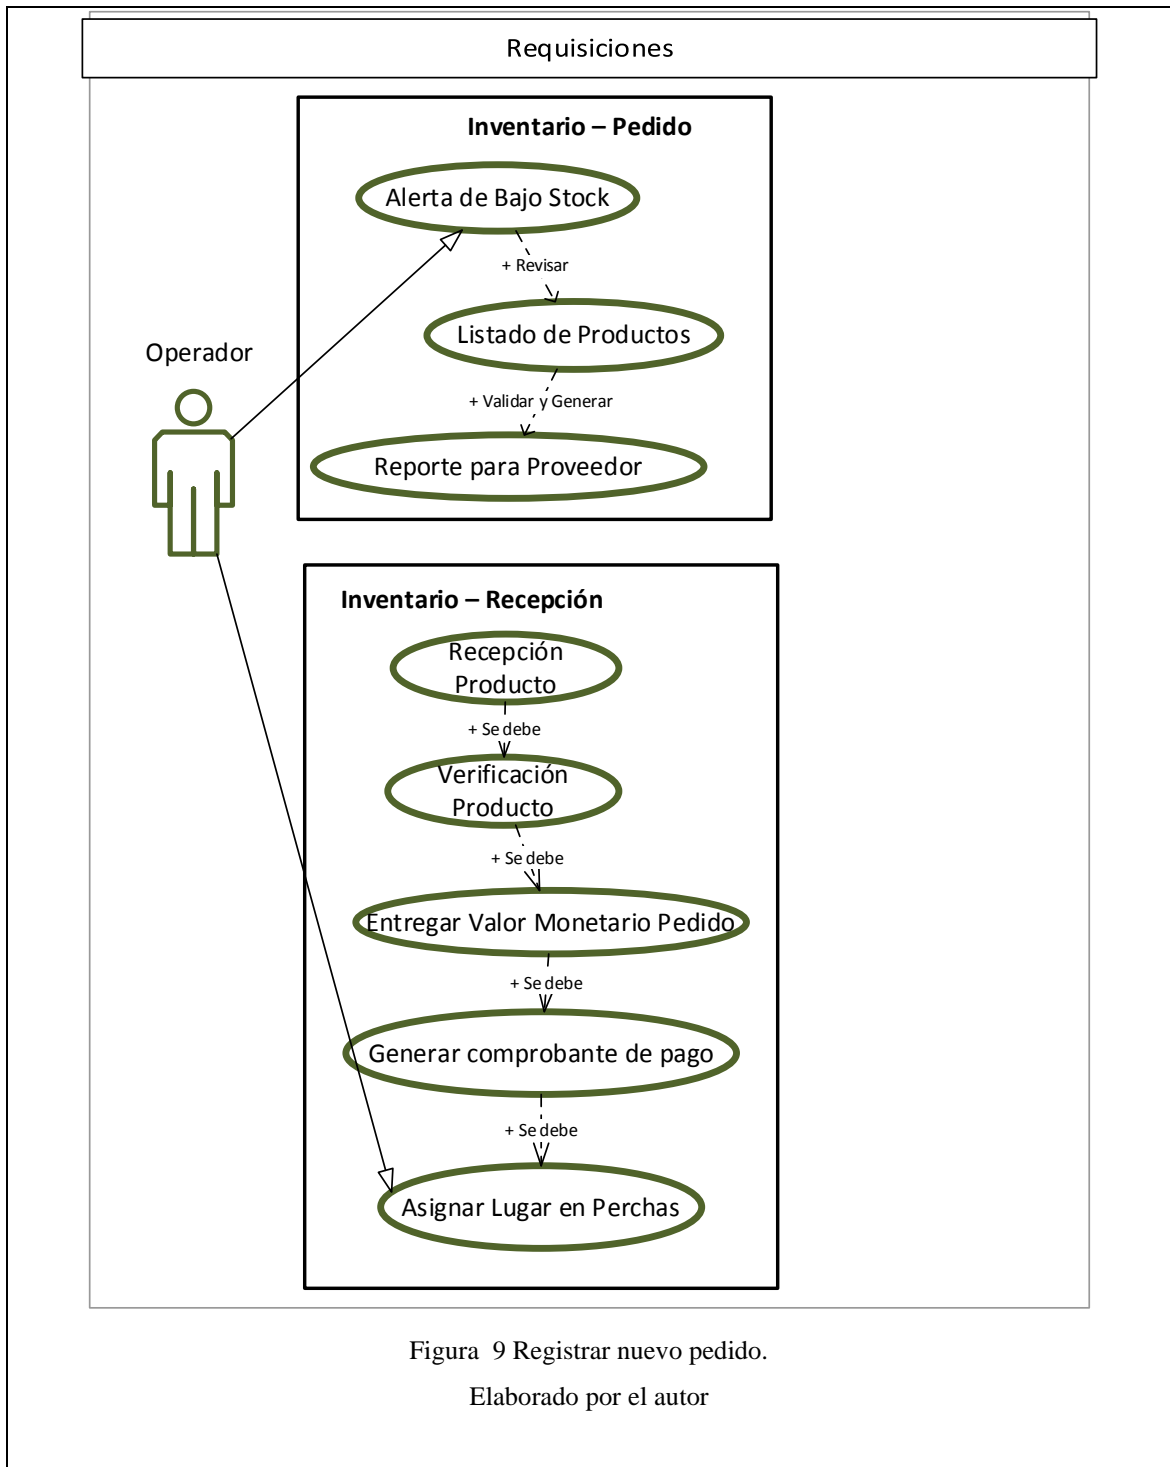 Requisiciones
Inventario – Pedido
Alerta de Bajo Stock
+ Revisar
Listado de Productos
Operador
+ Validar y Generar
Reporte para Proveedor
Inventario – Recepción
Recepción
Producto
+ Se debe
Verificación
Producto
+ Se debe
Entregar Valor Monetario Pedido
+ Se debe
Generar comprobante de pago
+ Se debe
Asignar Lugar en Perchas
Figura 9 Registrar nuevo pedido.
Elaborado por el autor